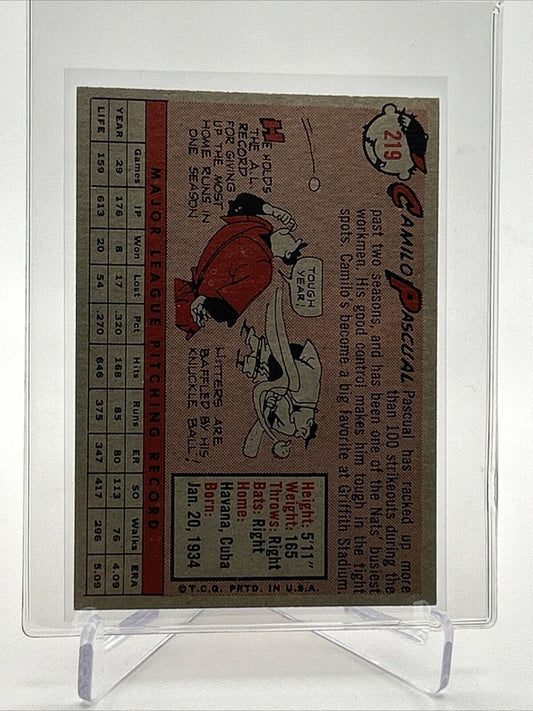 219
CAMILO PASCUAL Pascual has racked up more
than 100 strikeouts during the
past two seasons, and has been one of the Nats' busiest
workmen. His good control makes him tough in the tight
spots. Camilo's become a big favorite at Griffith Stadium.
HE HOLDS
THE ALL
RECORD
FOR GIVING
UP THE MOST
HOME RUNS IN
ONE SEASON
TOUGH
YEAR!
HITTERS ARE
BAFFLED BY HIS
KNUCKLE BALL!
Height: 5'11"
Weight: 165
Throws: Right
Bats: Right
Home:
Havana, Cuba
Born:
Jan. 20, 1934
©T.C.G. PRTD. IN U.S.A.
MAJOR LEAGUE PITCHING RECORD
Games IP Won Lost Pct Hits Runs ER SO Walks ERA
YEAR 29 176 8 17 .320 168 85 80 113 76 4.09
LIFE 159 613 20 54 .270 646 375 347 417 296 5.09